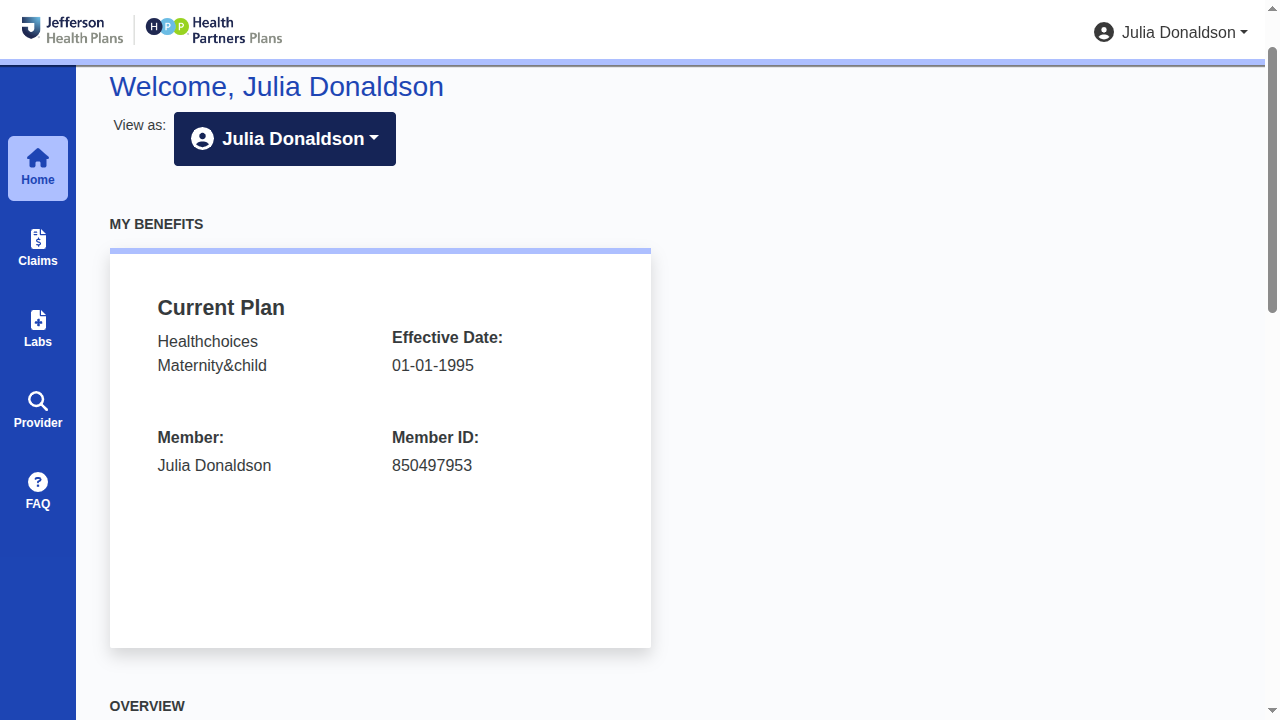 Jefferson
Health Plans
HPP
Health
Partners Plans
Julia Donaldson
Welcome, Julia Donaldson
View as:
Julia Donaldson
Home
Claims
Labs
Provider
FAQ
MY BENEFITS
Current Plan
Healthchoices
Maternity&child
Effective Date:
01-01-1995
Member:
Julia Donaldson
Member ID:
850497953
OVERVIEW